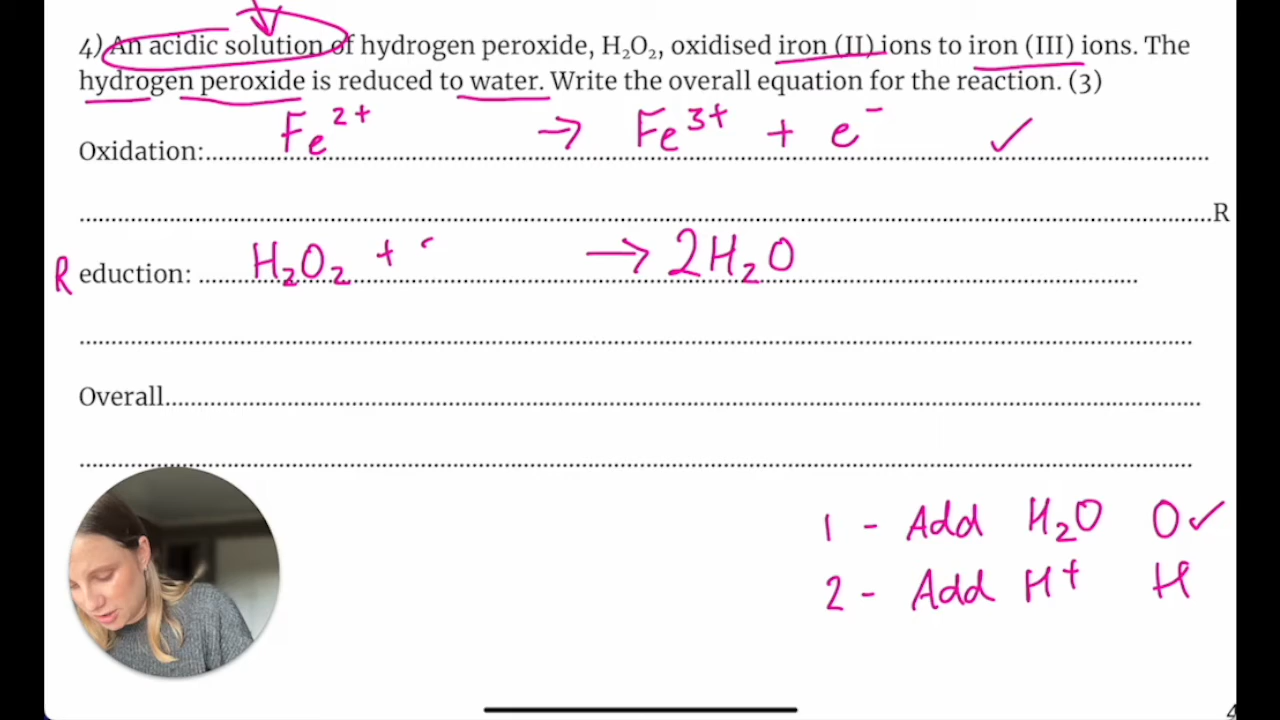 4) An acidic solution of hydrogen peroxide, H₂O₂, oxidised iron (II) ions to iron (III) ions. The
hydrogen peroxide is reduced to water. Write the overall equation for the reaction. (3)
Fe²⁺ → Fe³⁺ + e⁻ ✓
Oxidation:
R
H₂O₂ + → 2H₂O
R eduction:
Overall
1 - Add H₂O O✓
2 - Add H⁺ H
4